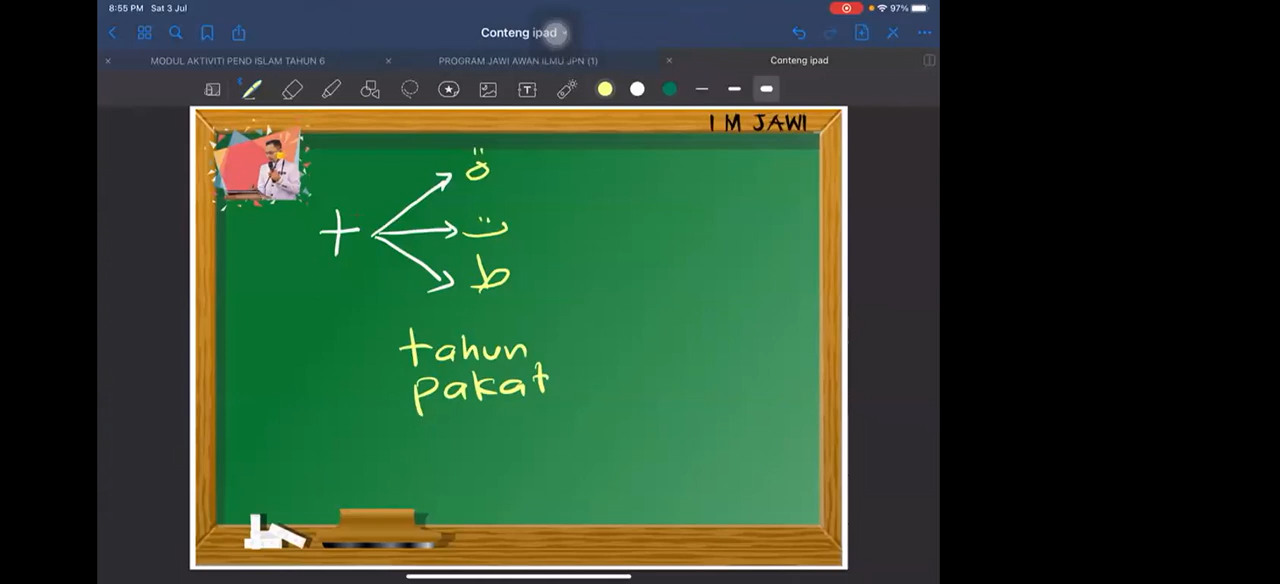 8:55 PM Sat 3 Jul
97%
Conteng ipad
MODUL AKTIVITI PEND ISLAM TAHUN 6
PROGRAM JAWI AWAN ILMU JPN (1)
Conteng ipad
I M JAWI
ة
t ت
ط
tahun
pakat